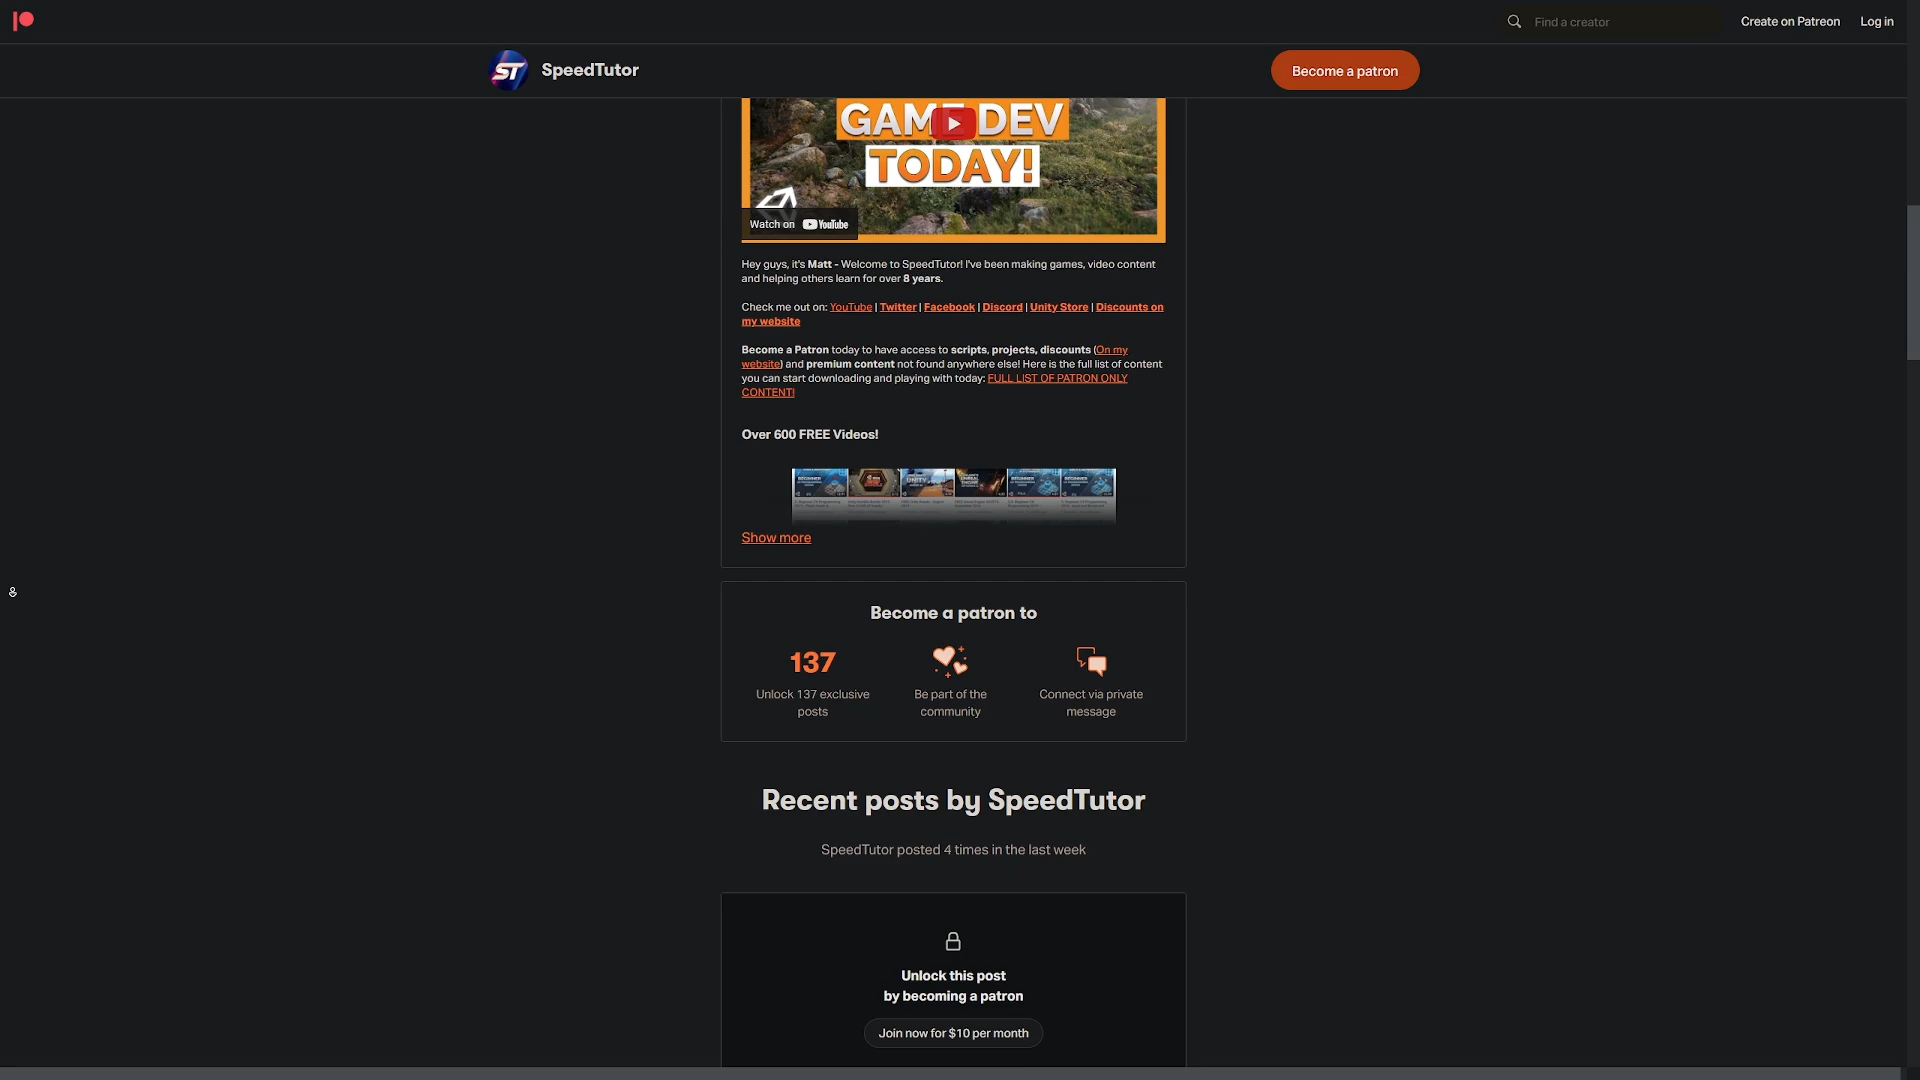 Find a creator
Create on Patreon
Log in
ST
SpeedTutor
Become a patron
GAME DEV
TODAY!
Watch on YouTube
Hey guys, it's Matt - Welcome to SpeedTutor! I've been making games, video content
and helping others learn for over 8 years.
Check me out on: YouTube | Twitter | Facebook | Discord | Unity Store | Discounts on
my website
Become a Patron today to have access to scripts, projects, discounts (On my
website) and premium content not found anywhere else! Here is the full list of content
you can start downloading and playing with today: FULL LIST OF PATRON ONLY
CONTENT!
Over 600 FREE Videos!
Show more
Become a patron to
137
Unlock 137 exclusive
posts
Be part of the
community
Connect via private
message
Recent posts by SpeedTutor
SpeedTutor posted 4 times in the last week
Unlock this post
by becoming a patron
Join now for $10 per month